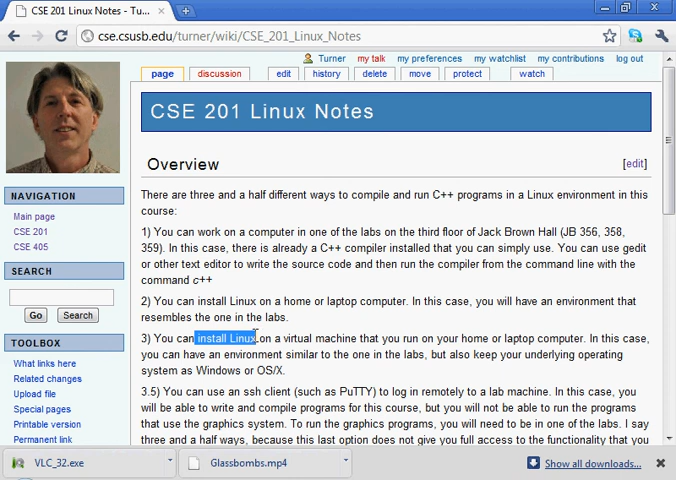 CSE 201 Linux Notes - Tu...
cse.csusb.edu/turner/wiki/CSE_201_Linux_Notes
Turner my talk my preferences my watchlist my contributions log out
page discussion edit history delete move protect watch
CSE 201 Linux Notes
Overview [edit]
There are three and a half different ways to compile and run C++ programs in a Linux environment in this
course:
1) You can work on a computer in one of the labs on the third floor of Jack Brown Hall (JB 356, 358,
359). In this case, there is already a C++ compiler installed that you can simply use. You can use gedit
or other text editor to write the source code and then run the compiler from the command line with the
command c++
2) You can install Linux on a home or laptop computer. In this case, you will have an environment that
resembles the one in the labs.
3) You can install Linux on a virtual machine that you run on your home or laptop computer. In this case,
you can have an environment similar to the one in the labs, but also keep your underlying operating
system as Windows or OS/X.
3.5) You can use an ssh client (such as PuTTY) to log in remotely to a lab machine. In this case, you
will be able to write and compile programs for this course, but you will not be able to run the programs
that use the graphics system. To run the graphics programs, you will need to be in one of the labs. I say
three and a half ways, because this last option does not give you full access to the functionality that you
NAVIGATION
Main page
CSE 201
CSE 405
SEARCH
Go Search
TOOLBOX
What links here
Related changes
Upload file
Special pages
Printable version
Permanent link
VLC_32.exe
Glassbombs.mp4
Show all downloads...